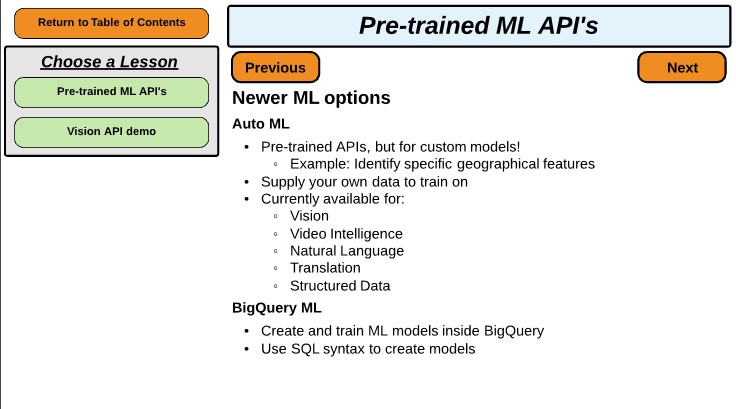 Return to Table of Contents
Choose a Lesson
Pre-trained ML API's
Vision API demo
Pre-trained ML API's
Previous
Next
Newer ML options
Auto ML
• Pre-trained APIs, but for custom models!
◦ Example: Identify specific geographical features
• Supply your own data to train on
• Currently available for:
◦ Vision
◦ Video Intelligence
◦ Natural Language
◦ Translation
◦ Structured Data
BigQuery ML
• Create and train ML models inside BigQuery
• Use SQL syntax to create models